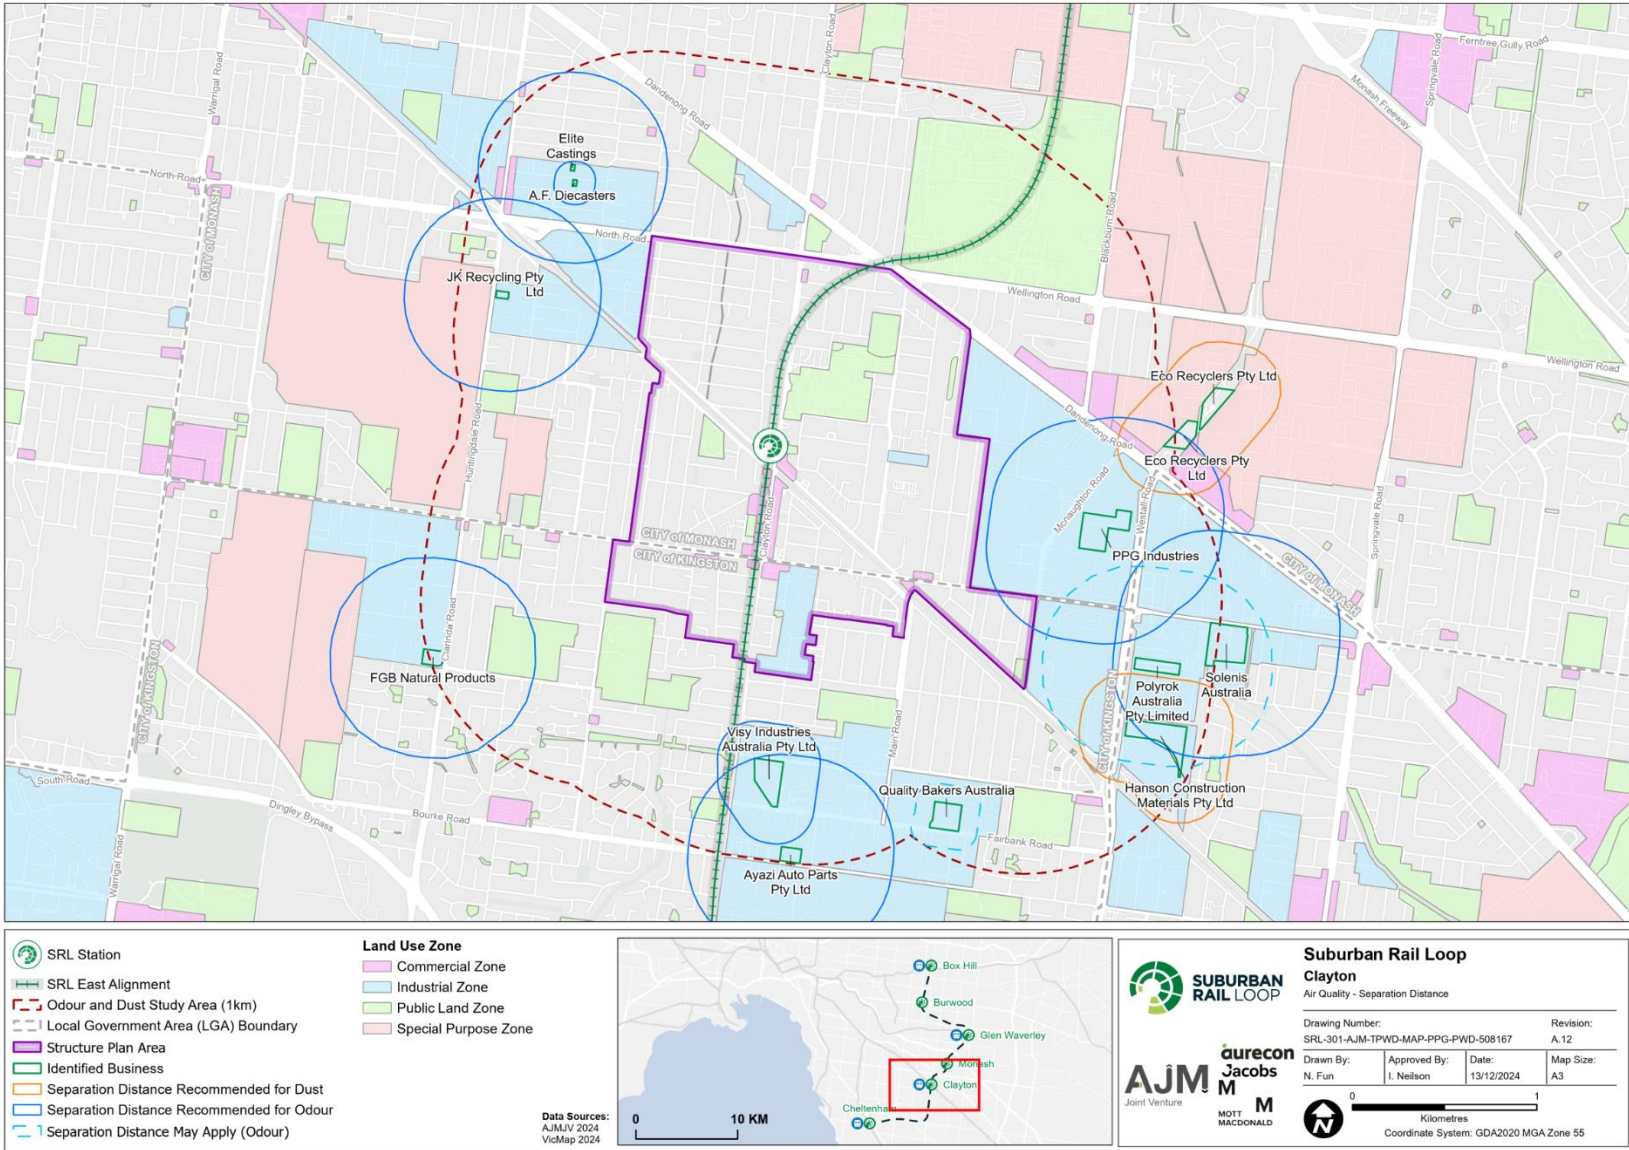 Ferntree Gully Road
Springvale Road
Monash Freeway
Clayton Road
Warrigal Road
Dandenong Road
Elite
Castings
A.F. Diecasters
North Road
CITY of MONASH
North Road
Blackburn Road
JK Recycling Pty
Ltd
Wellington Road
Wellington Road
Eco Recyclers Pty Ltd
Dandenong Road
Huntingdale Road
Eco Recyclers Pty
Ltd
Mcnaughton Road
Westall Road
Clayton Road
Springvale Road
CITY of MONASH
CITY of KINGSTON
PPG Industries
CITY of MONASH
Clarinda Road
FGB Natural Products
Polyrok
Australia
Pty Limited
Solenis
Australia
CITY of KINGSTON
CITY of KINGSTON
Main Road
Visy Industries
Australia Pty Ltd
South Road
Quality Bakers Australia
Hanson Construction
Materials Pty Ltd
Dingley Bypass
Bourke Road
Fairbank Road
Warrigal Road
Ayazi Auto Parts
Pty Ltd
SRL Station
SRL East Alignment
Odour and Dust Study Area (1km)
Local Government Area (LGA) Boundary
Structure Plan Area
Identified Business
Separation Distance Recommended for Dust
Separation Distance Recommended for Odour
Separation Distance May Apply (Odour)
Land Use Zone
Commercial Zone
Industrial Zone
Public Land Zone
Special Purpose Zone
Data Sources:
AJMJV 2024
VicMap 2024
Box Hill
Burwood
Glen Waverley
Monash
Clayton
Cheltenham
0 10 KM
SUBURBAN
RAIL LOOP
AJM
Joint Venture
aurecon
Jacobs
M
M
MOTT
MACDONALD
Suburban Rail Loop
Clayton
Air Quality - Separation Distance
Drawing Number: Revision:
SRL-301-AJM-TPWD-MAP-PPG-PWD-508167 A.12
Drawn By: Approved By: Date: Map Size:
N. Fun I. Neilson 13/12/2024 A3
N
0 1
Kilometres
Coordinate System: GDA2020 MGA Zone 55